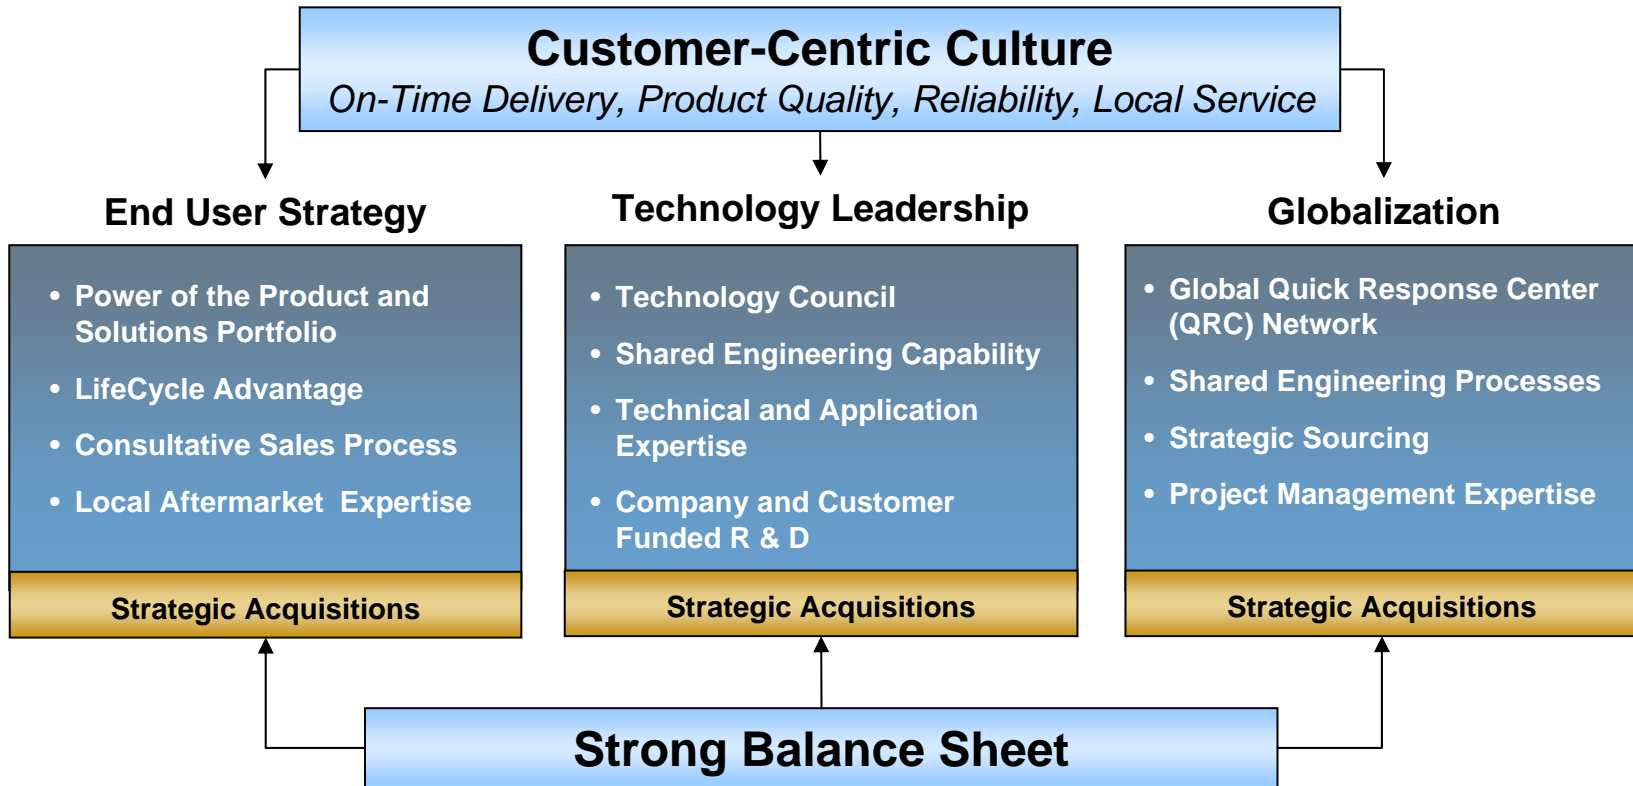 Customer-Centric Culture
On-Time Delivery, Product Quality, Reliability, Local Service
End User Strategy
• Power of the Product and
Solutions Portfolio
• LifeCycle Advantage
• Consultative Sales Process
• Local Aftermarket  Expertise
Strategic Acquisitions
Technology Leadership
• Technology Council
• Shared Engineering Capability
• Technical and Application
Expertise
• Company and Customer
Funded R & D
Strategic Acquisitions
Globalization
• Global Quick Response Center
(QRC) Network
• Shared Engineering Processes
• Strategic Sourcing
• Project Management Expertise
Strategic Acquisitions
Strong Balance Sheet